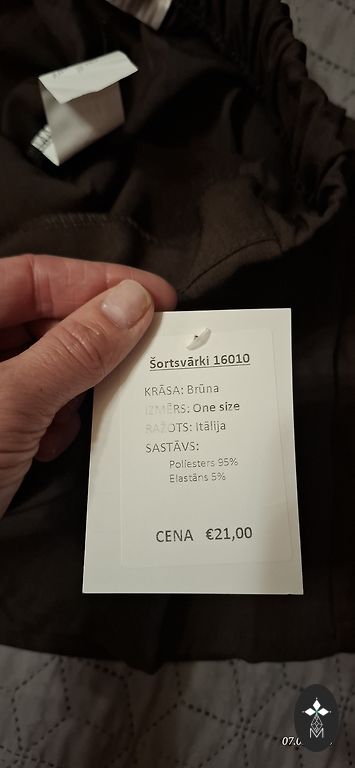 Šortsvārki 16010
KRĀSA: Brūna
IZMĒRS: One size
RAŽOTS: Itālija
SASTĀVS:
Poliesters 95%
Elastāns 5%
CENA €21,00
M